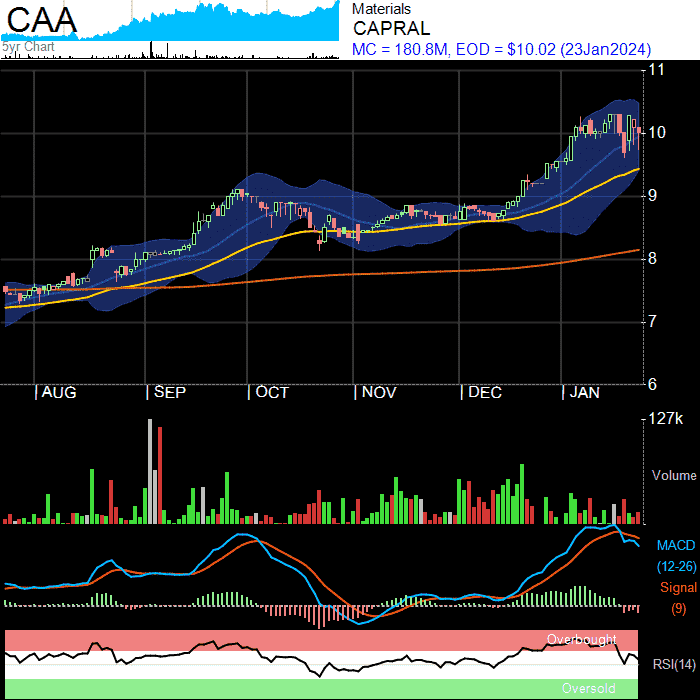 CAA
5yr Chart
Materials
CAPRAL
MC = 180.8M, EOD = $10.02 (23Jan2024)
11
10
9
8
7
6
| AUG | SEP | OCT | NOV | DEC | JAN
127k
Volume
MACD
(12-26)
Signal
(9)
Overbought
RSI(14)
Oversold